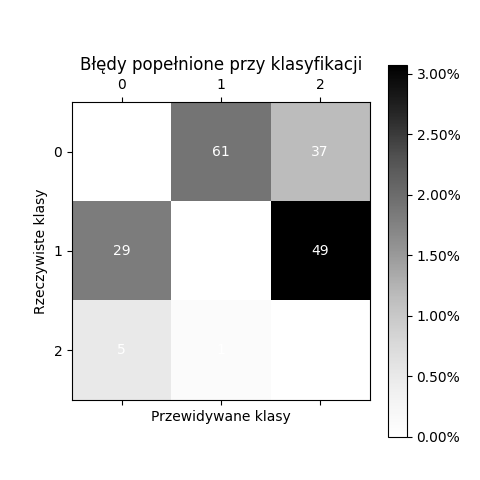 Błędy popełnione przy klasyfikacji
0 1 2
0 61 37
1 29 49
2 5
Rzeczywiste klasy
Przewidywane klasy
3.00%
2.50%
2.00%
1.50%
1.00%
0.50%
0.00%